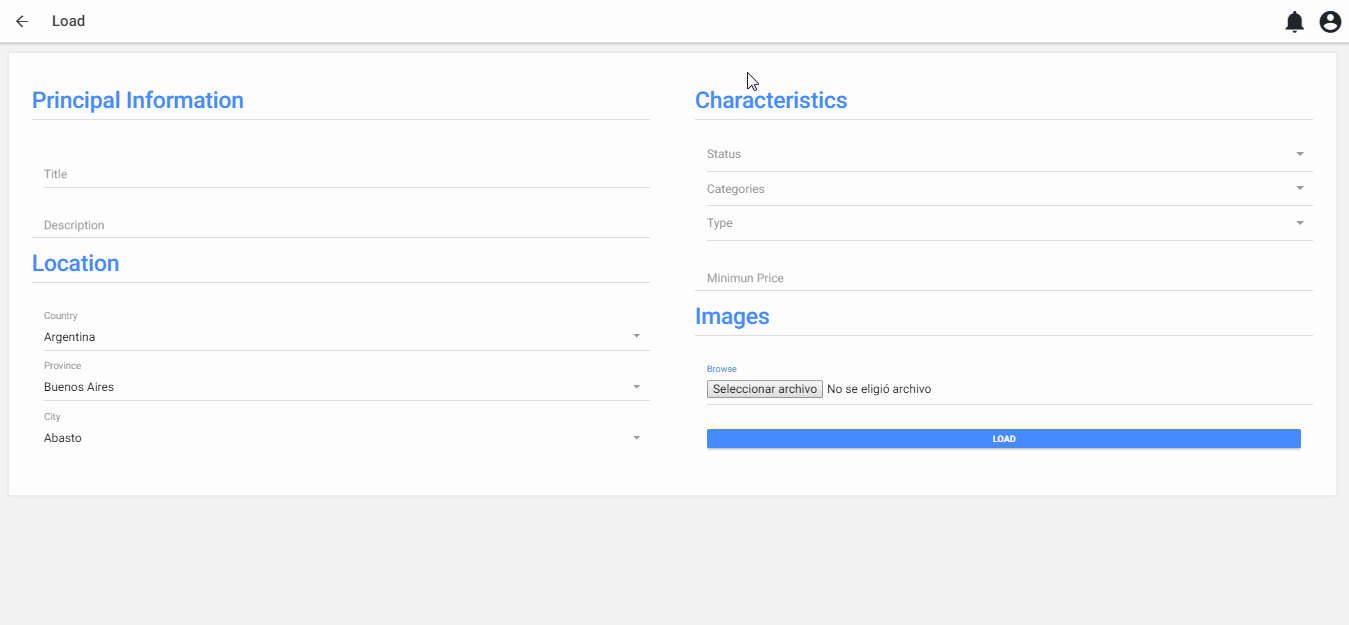 Load
Principal Information
Title
Description
Location
Country
Argentina
Province
Buenos Aires
City
Abasto
Characteristics
Status
Categories
Type
Minimun Price
Images
Browse
Seleccionar archivo No se eligió archivo
LOAD